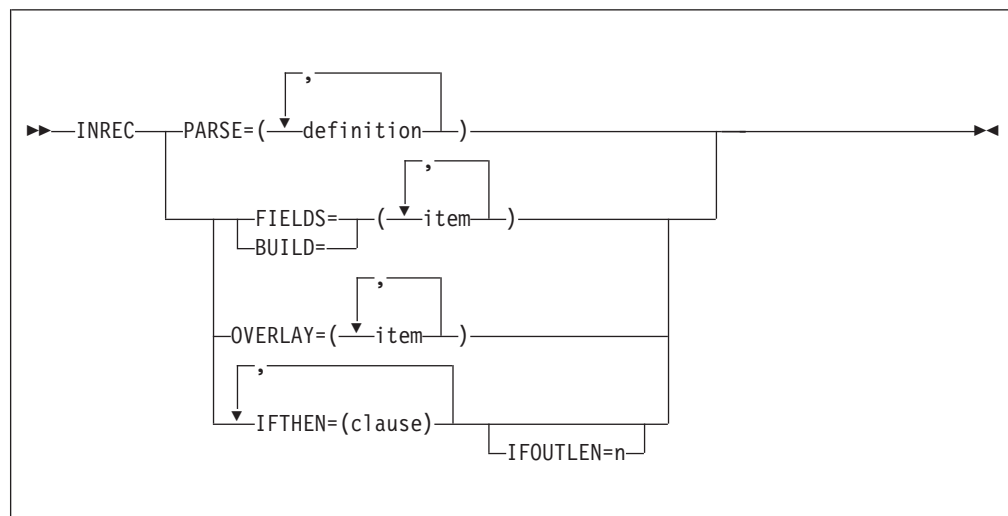 ,
INREC PARSE=( definition )
,
FIELDS= ( item )
BUILD=
,
OVERLAY=( item )
,
IFTHEN=(clause)
IFOUTLEN=n